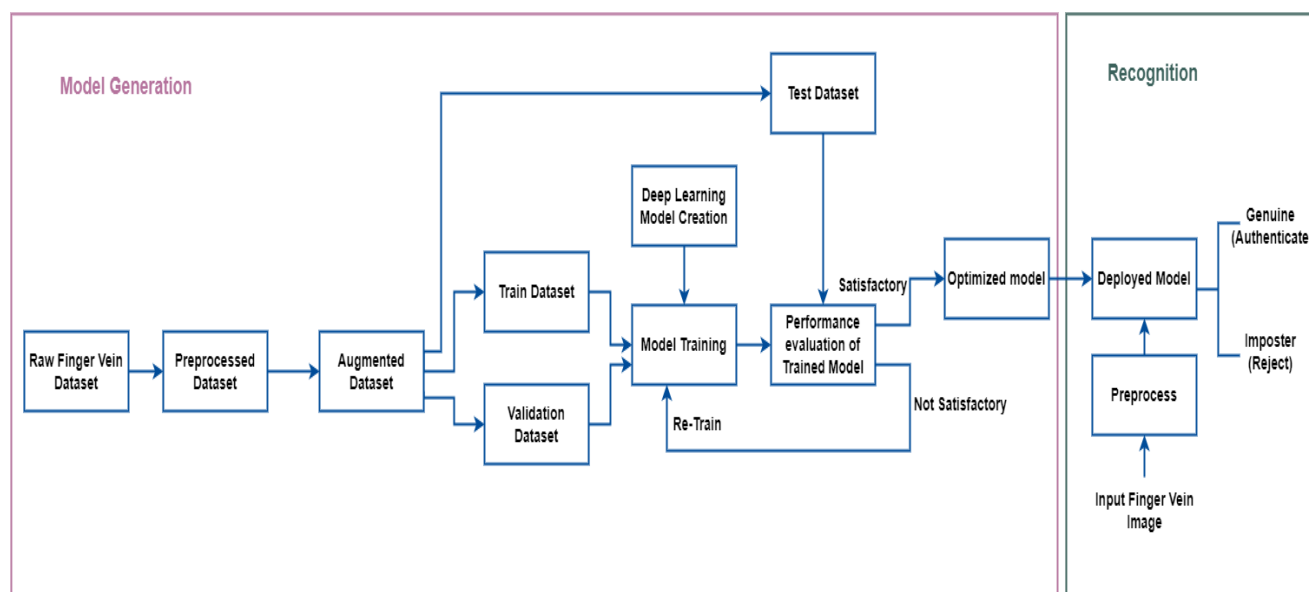 Model Generation
Recognition
Test Dataset
Deep Learning
Model Creation
Genuine
(Authenticate
Train Dataset
Satisfactory
Optimized model
Deployed Model
Raw Finger Vein
Dataset
Preprocessed
Dataset
Augmented
Dataset
Model Training
Performance
evaluation of
Trained Model
Imposter
(Reject)
Validation
Dataset
Re-Train
Not Satisfactory
Preprocess
Input Finger Vein
Image